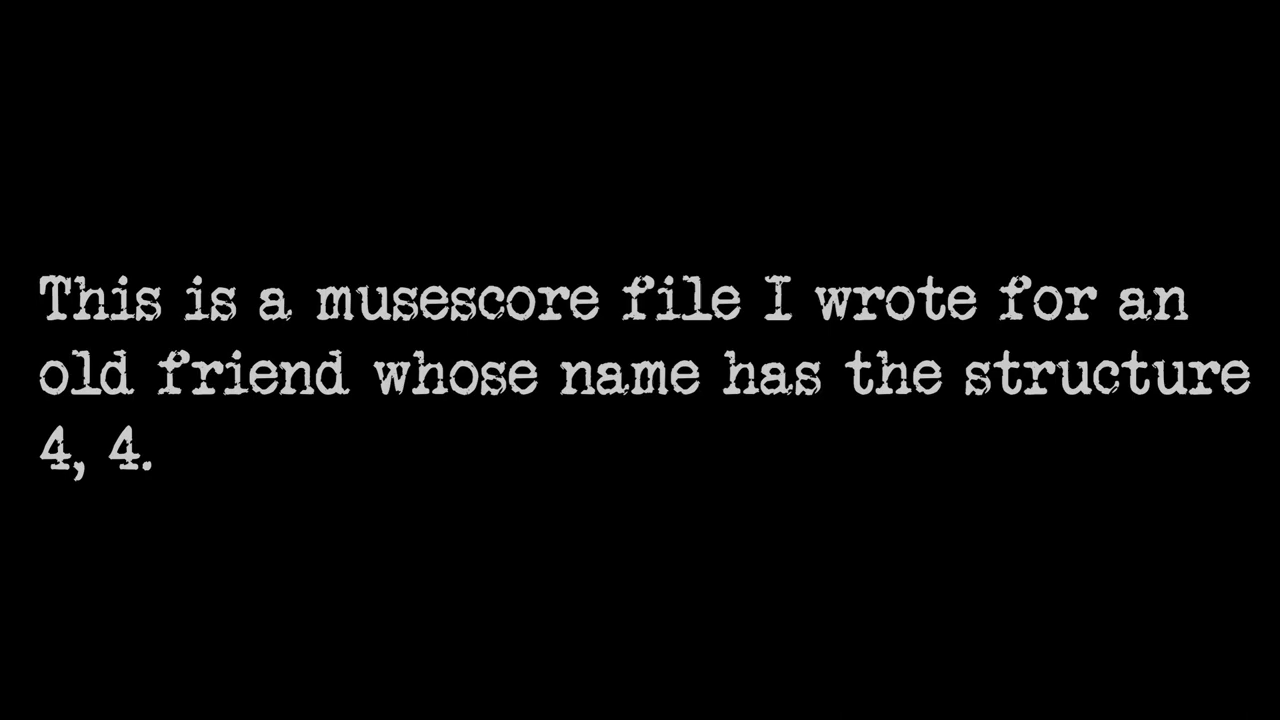 This is a musescore file I wrote for an
old friend whose name has the structure
4, 4.